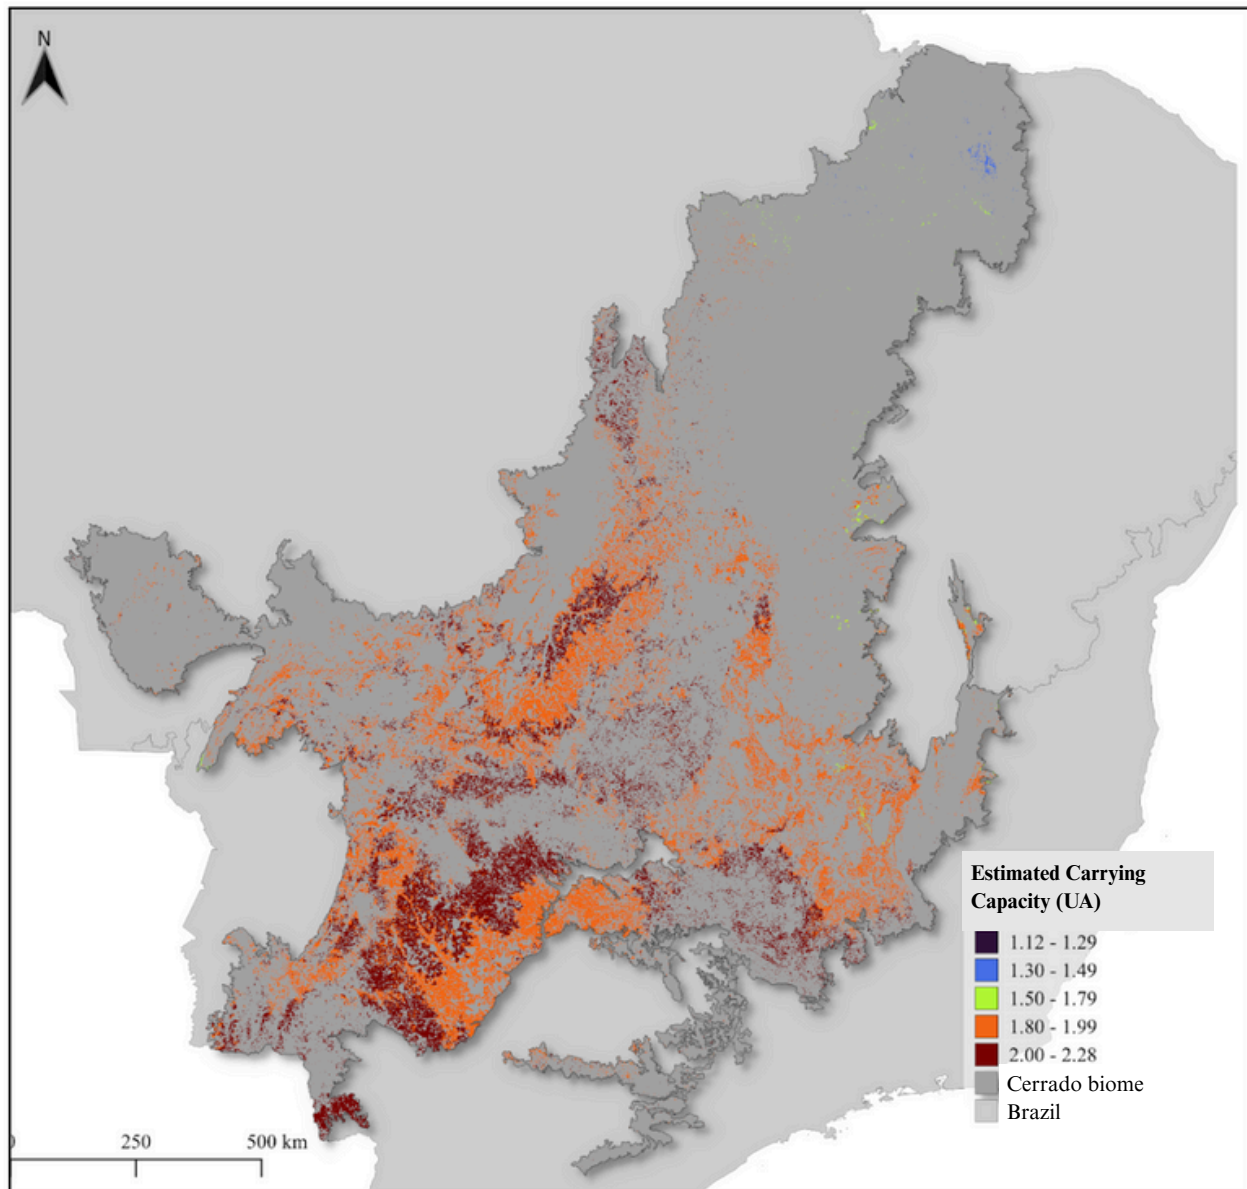 N
Estimated Carrying
Capacity (UA)
1.12 - 1.29
1.30 - 1.49
1.50 - 1.79
1.80 - 1.99
2.00 - 2.28
Cerrado biome
Brazil
0 250 500 km